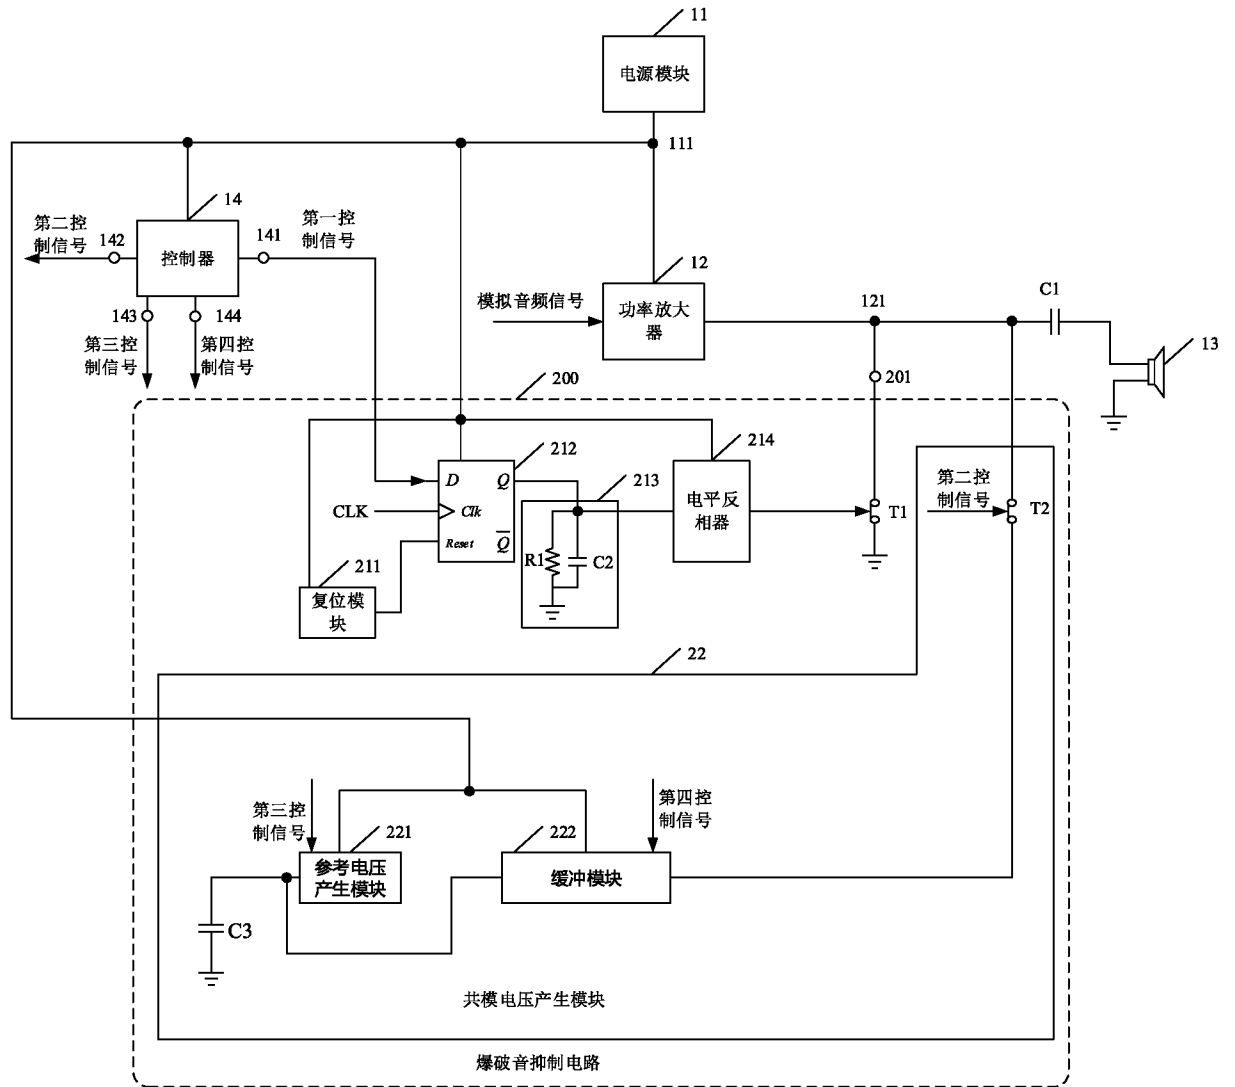 11
电源模块
111
14
第二控
制信号
142
控制器
141
第一控
制信号
143
144
第三控
制信号
第四控
制信号
12
模拟音频信号
功率放大
器
121
C1
13
201
200
212
214
213
D
Q
CLK
Clk
Reset
Q
电平反
相器
T1
第二控
制信号
T2
R1
C2
211
复位模
块
22
第三控
制信号
221
参考电压
产生模块
222
第四控
制信号
缓冲模块
C3
共模电压产生模块
爆破音抑制电路